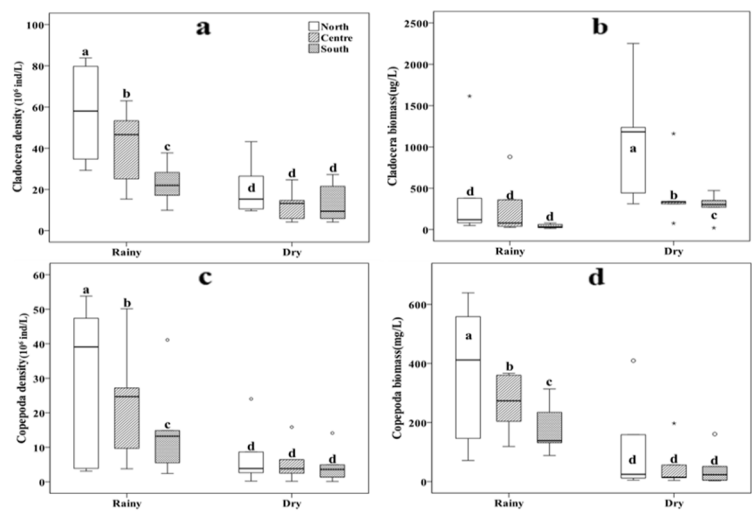 a
Cladocera density (10⁶ ind/L)
100
80
60
40
20
0
North
Centre
South
a
b
c
d
d
d
Rainy
Dry
b
Cladocera biomass(ug/L)
2500
2000
1500
1000
500
0
d
d
d
a
b
c
Rainy
Dry
c
Copepoda density(10⁶ ind/L)
60
50
40
30
20
10
0
a
b
c
d
d
d
Rainy
Dry
d
Copepoda biomass(mg/L)
600
400
200
0
a
b
c
d
d
d
Rainy
Dry